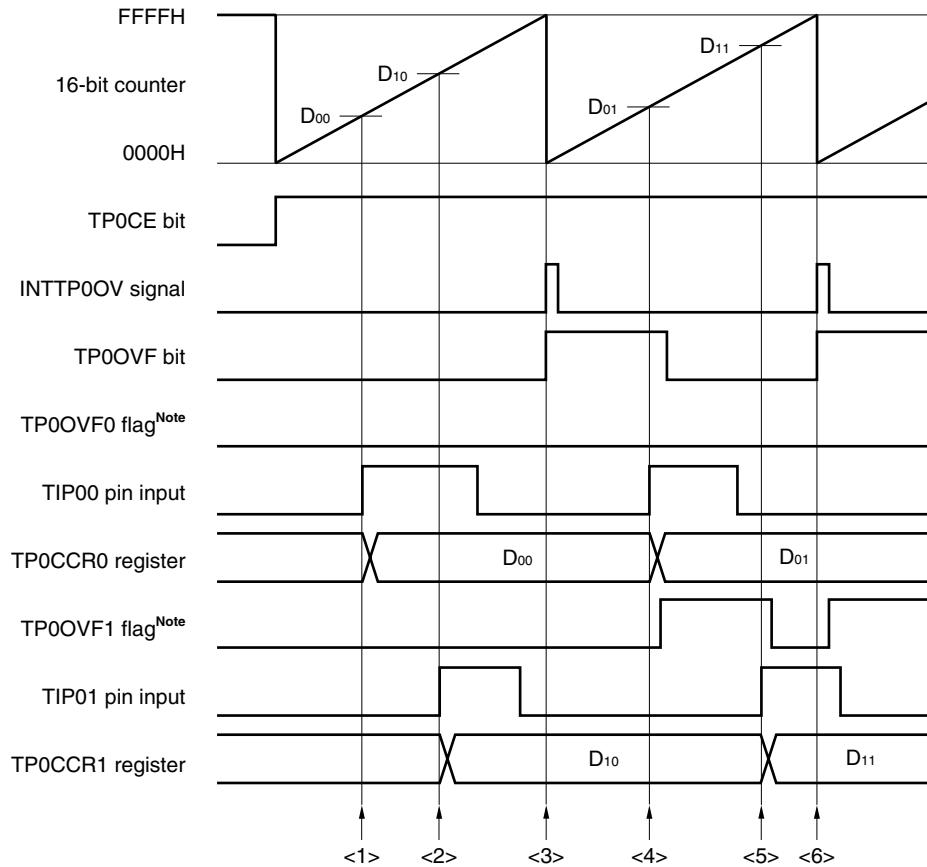 FFFFH
D11
D10
16-bit counter
D00
D01
0000H
TP0CE bit
INTTP0OV signal
TP0OVF bit
TP0OVF0 flagNote
TIP00 pin input
TP0CCR0 register
D00
D01
TP0OVF1 flagNote
TIP01 pin input
TP0CCR1 register
D10
D11
<1>
<2>
<3>
<4>
<5>
<6>